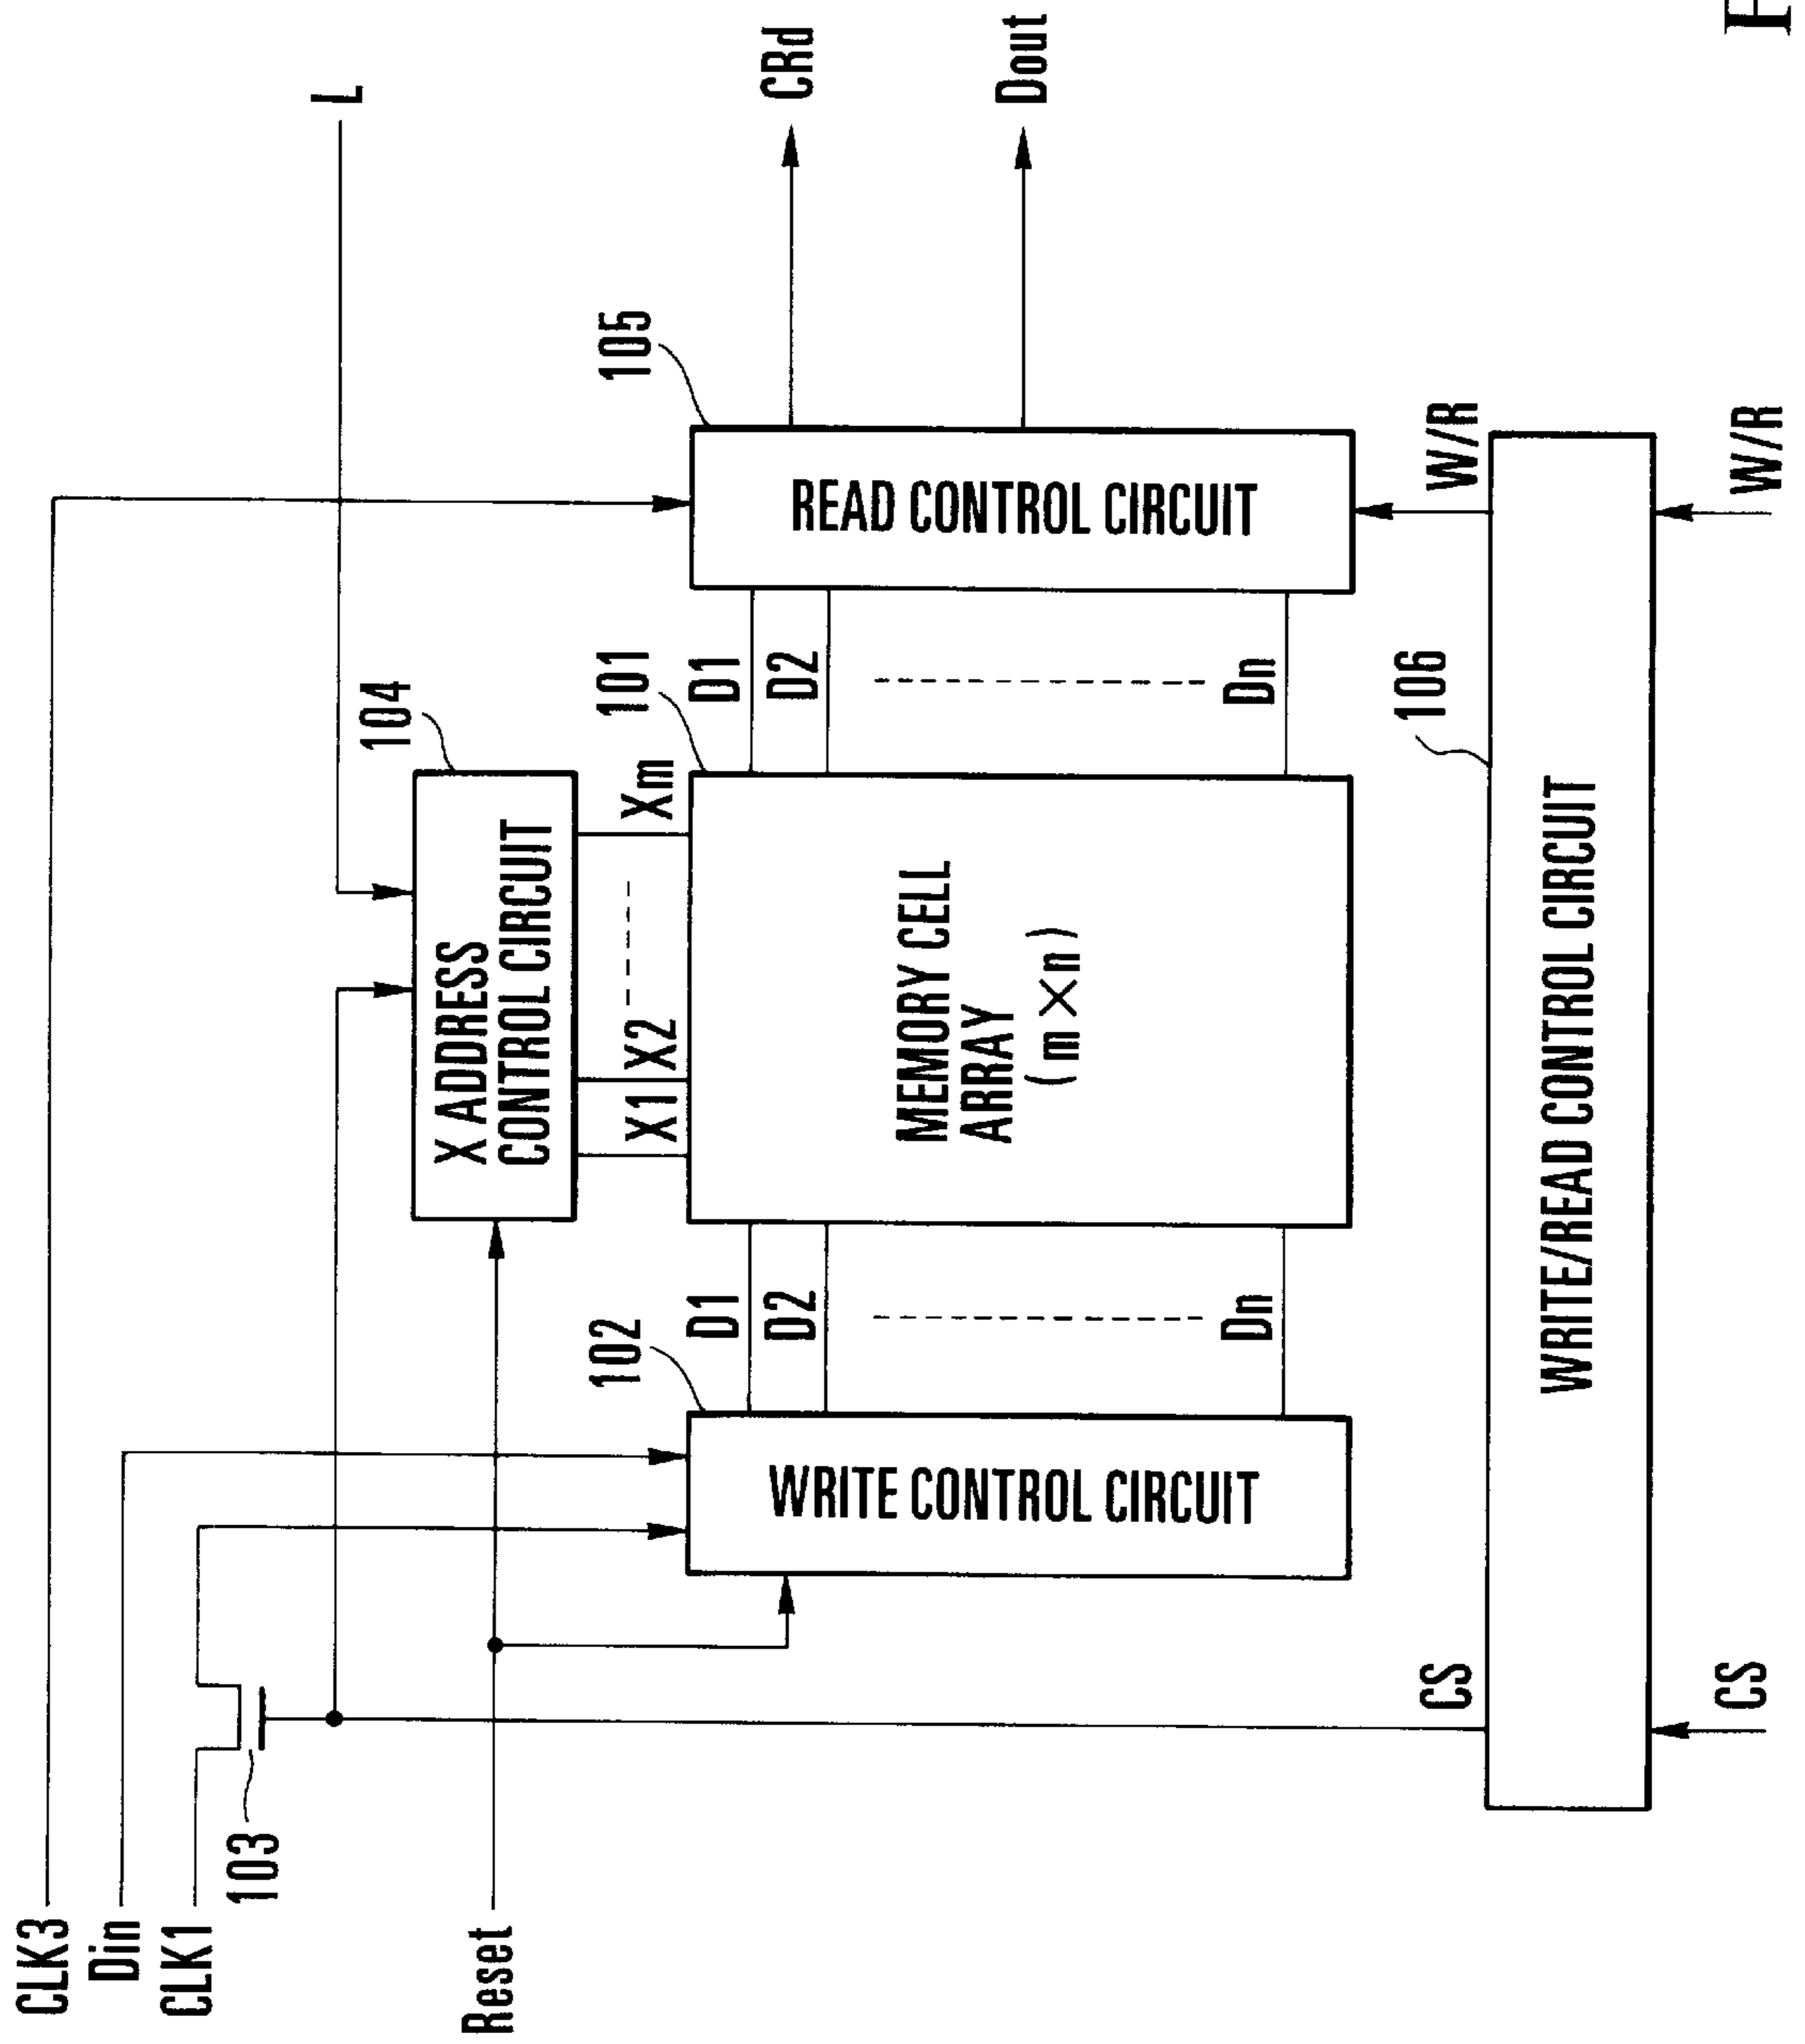 CLK3
Din
CLK1
103
L
104
X ADDRESS
CONTROL CIRCUIT
Reset
X1
X2
Xm
102
101
105
D1
D2
Dn
D1
D2
Dn
WRITE CONTROL CIRCUIT
MEMORY CELL
ARRAY
(m×n)
READ CONTROL CIRCUIT
CRd
Dout
CS
106
W/R
WRITE/READ CONTROL CIRCUIT
CS
W/R